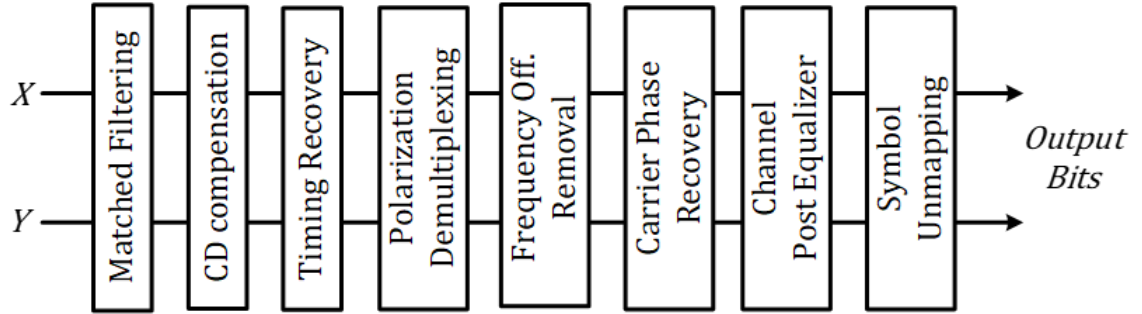 X
Y
Matched Filtering
CD compensation
Timing Recovery
Polarization
Demultiplexing
Frequency Off.
Removal
Carrier Phase
Recovery
Channel
Post Equalizer
Symbol
Unmapping
Output
Bits